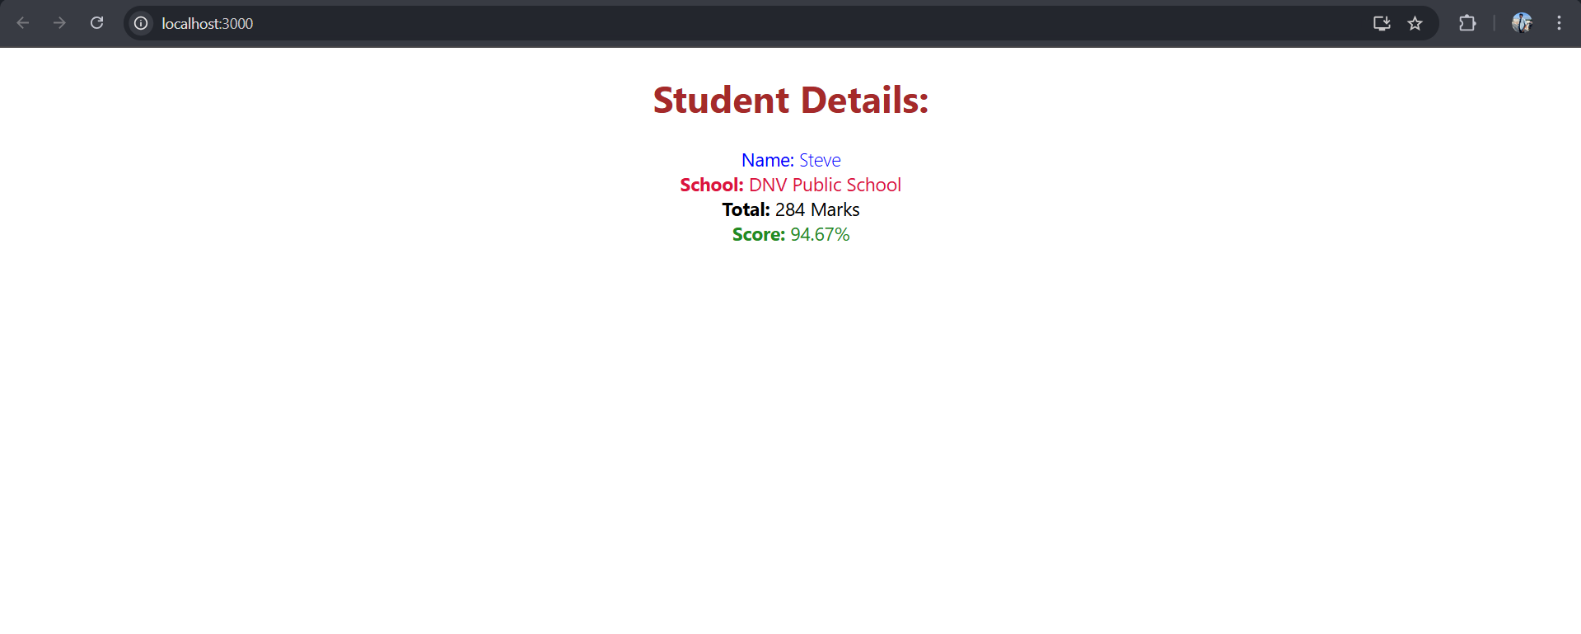 localhost:3000
Student Details:
Name: Steve
School: DNV Public School
Total: 284 Marks
Score: 94.67%